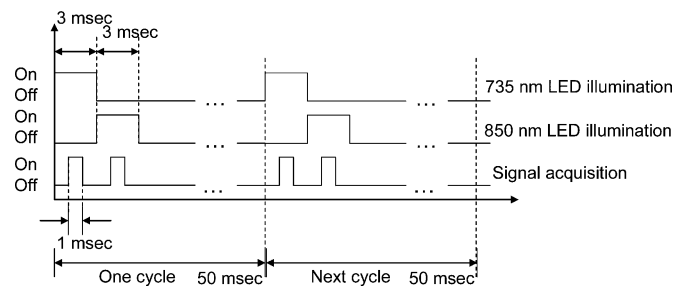 3 msec
3 msec
On
Off
... ...
735 nm LED illumination
On
Off
... ...
850 nm LED illumination
On
Off
... ...
Signal acquisition
1 msec
One cycle 50 msec Next cycle 50 msec